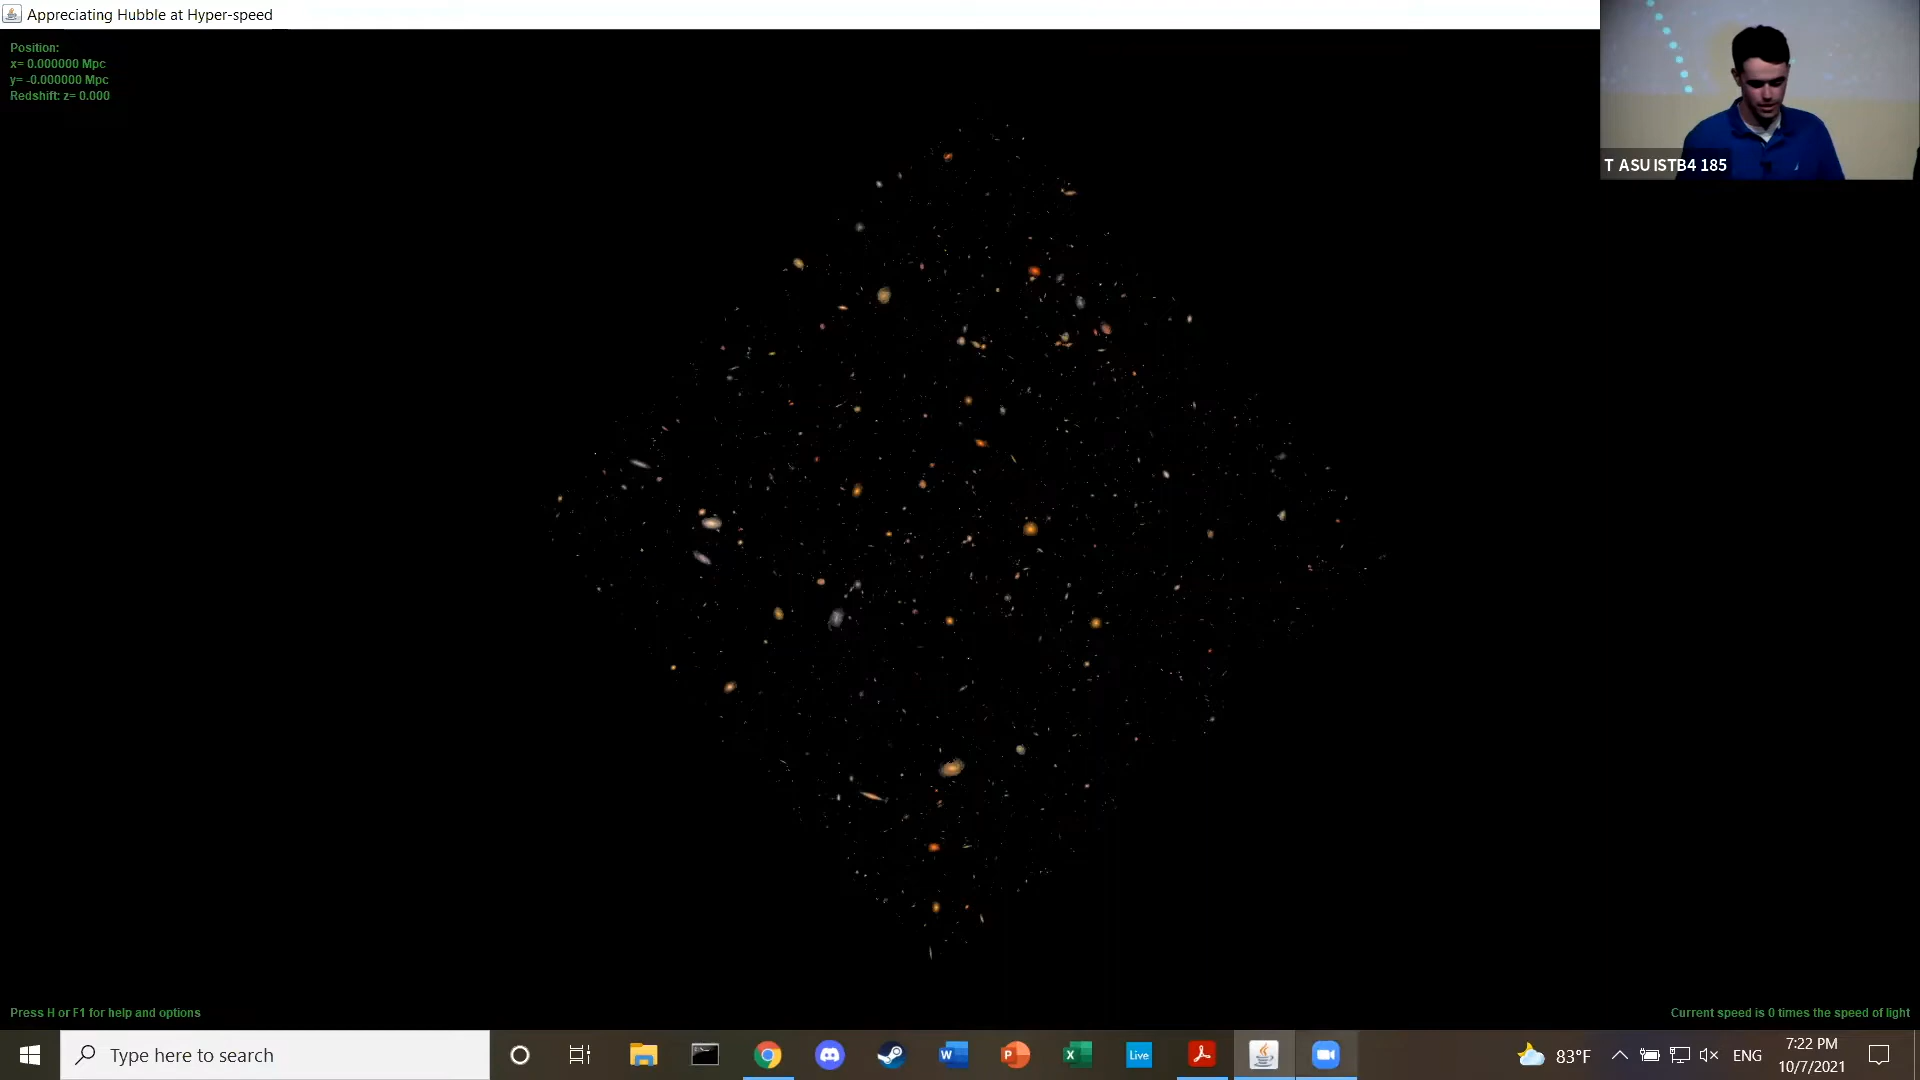 Appreciating Hubble at Hyper-speed
Position:
x= 0.000000 Mpc
y= -0.000000 Mpc
Redshift: z= 0.000
T ASU ISTB4 185
Press H or F1 for help and options
Current speed is 0 times the speed of light
Type here to search
W
P
X
Live
83°F
ENG
7:22 PM
10/7/2021